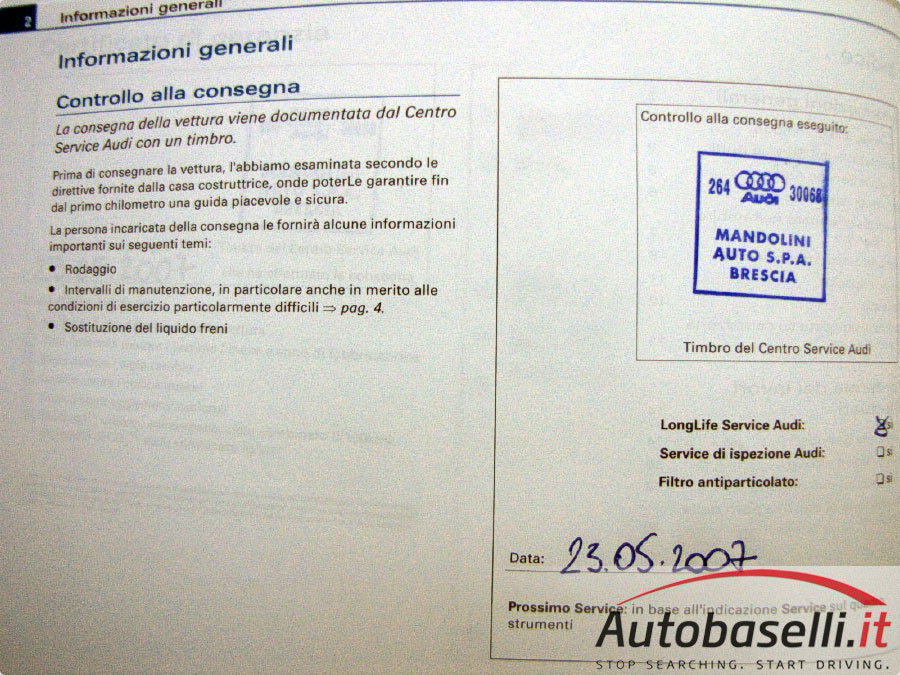 2 Informazioni generali
Informazioni generali
Controllo alla consegna
La consegna della vettura viene documentata dal Centro
Service Audi con un timbro.
Prima di consegnare la vettura, l'abbiamo esaminata secondo le
direttive fornite dalla casa costruttrice, onde poterLe garantire fin
dal primo chilometro una guida piacevole e sicura.
La persona incaricata della consegna le fornirà alcune informazioni
importanti sui seguenti temi:
• Rodaggio
• Intervalli di manutenzione, in particolare anche in merito alle
condizioni di esercizio particolarmente difficili ⇒ pag. 4.
• Sostituzione del liquido freni
Controllo alla consegna eseguito:
264 Audi 30068
MANDOLINI
AUTO S.P.A.
BRESCIA
Timbro del Centro Service Audi
LongLife Service Audi: si
Service di ispezione Audi: si
Filtro antiparticolato: si
Data: 23.05.2007
Prossimo Service: in base all'indicazione Service sul quadro
strumenti
Autobaselli.it
STOP SEARCHING. START DRIVING.